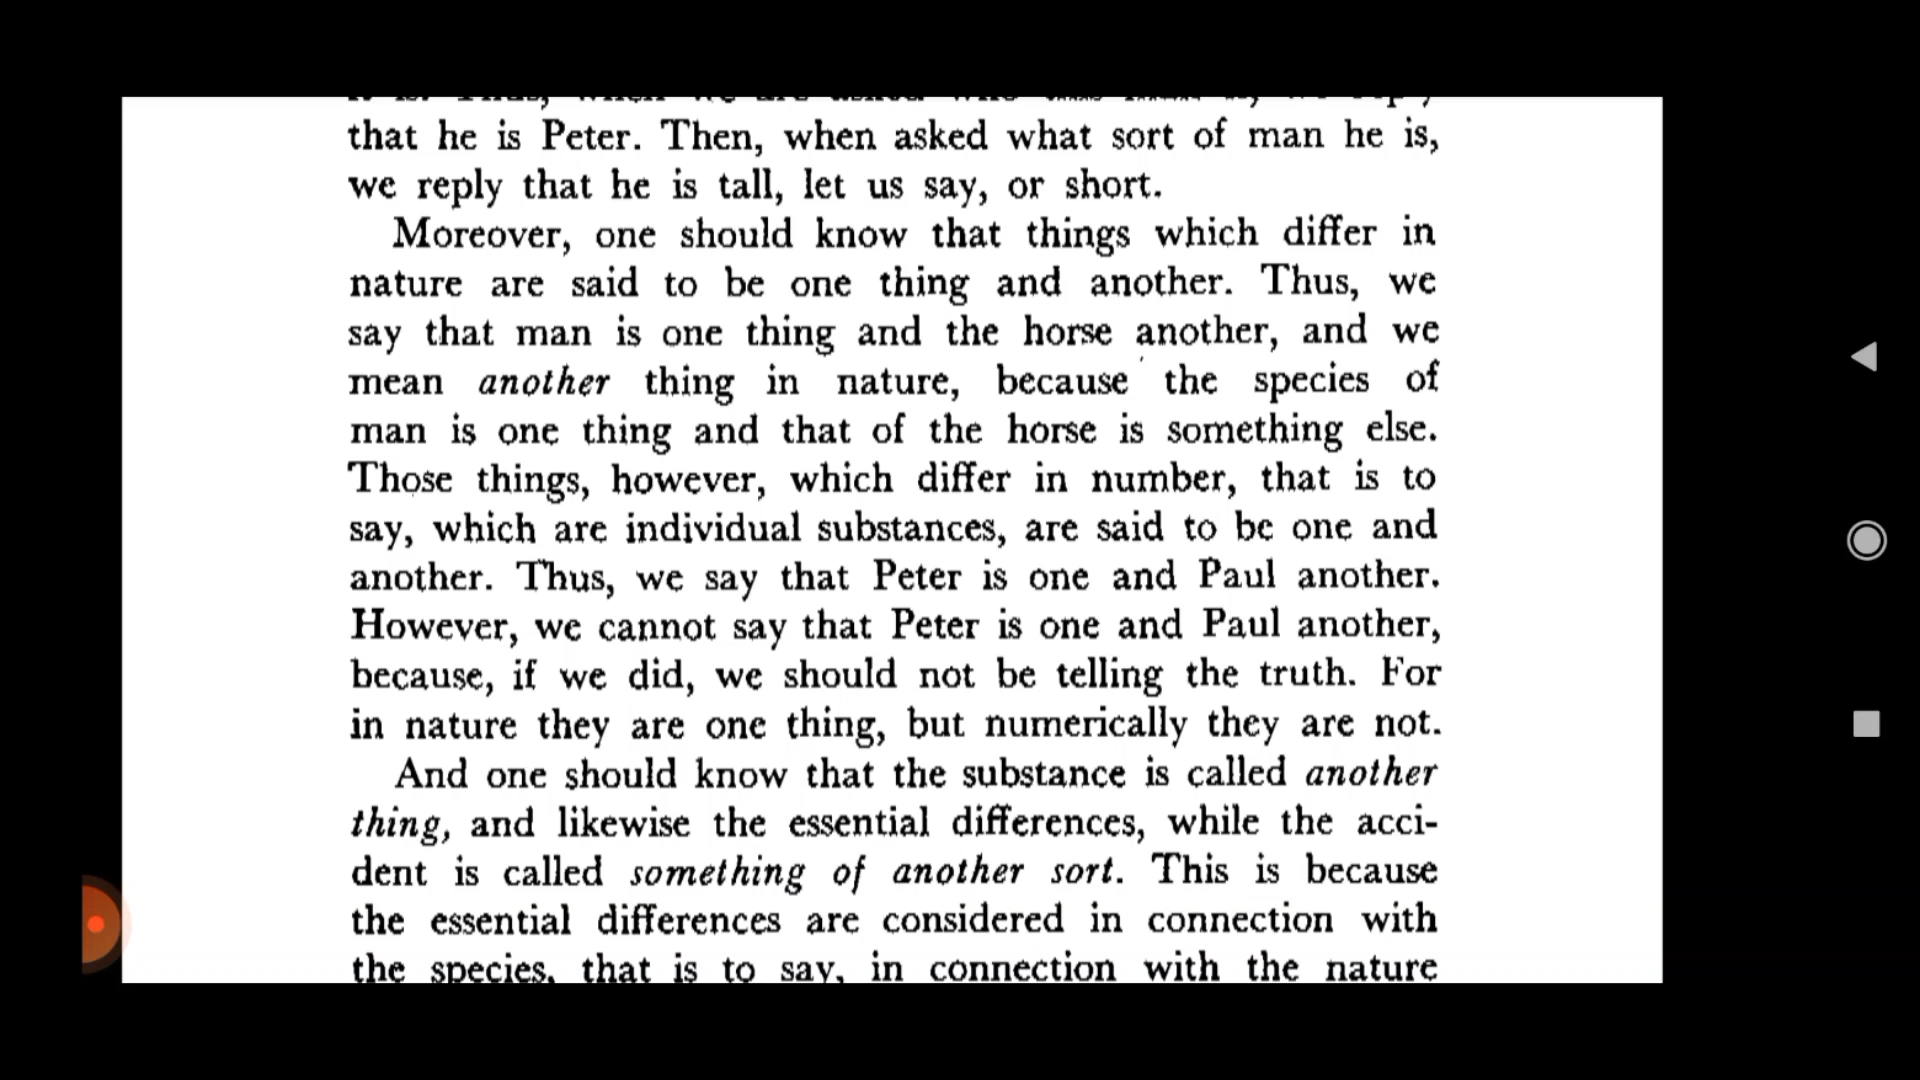 that he is Peter. Then, when asked what sort of man he is,
we reply that he is tall, let us say, or short.
Moreover, one should know that things which differ in
nature are said to be one thing and another. Thus, we
say that man is one thing and the horse another, and we
mean another thing in nature, because the species of
man is one thing and that of the horse is something else.
Those things, however, which differ in number, that is to
say, which are individual substances, are said to be one and
another. Thus, we say that Peter is one and Paul another.
However, we cannot say that Peter is one and Paul another,
because, if we did, we should not be telling the truth. For
in nature they are one thing, but numerically they are not.
And one should know that the substance is called another
thing, and likewise the essential differences, while the acci-
dent is called something of another sort. This is because
the essential differences are considered in connection with
the species, that is to say, in connection with the nature